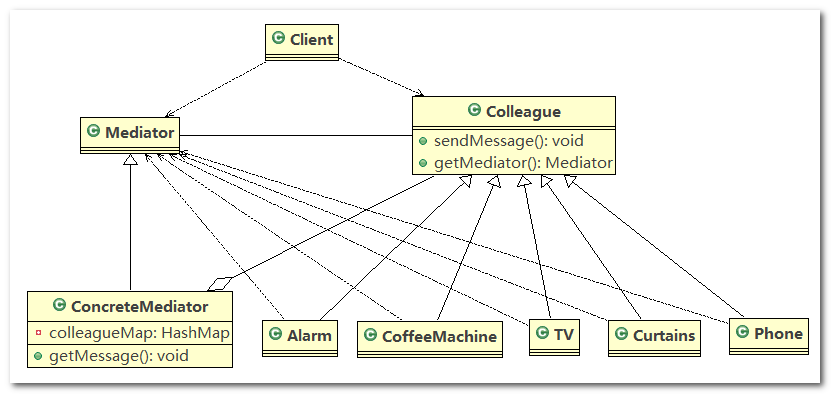 Client
Mediator
Colleague
sendMessage(): void
getMediator(): Mediator
ConcreteMediator
colleagueMap: HashMap
getMessage(): void
Alarm
CoffeeMachine
TV
Curtains
Phone